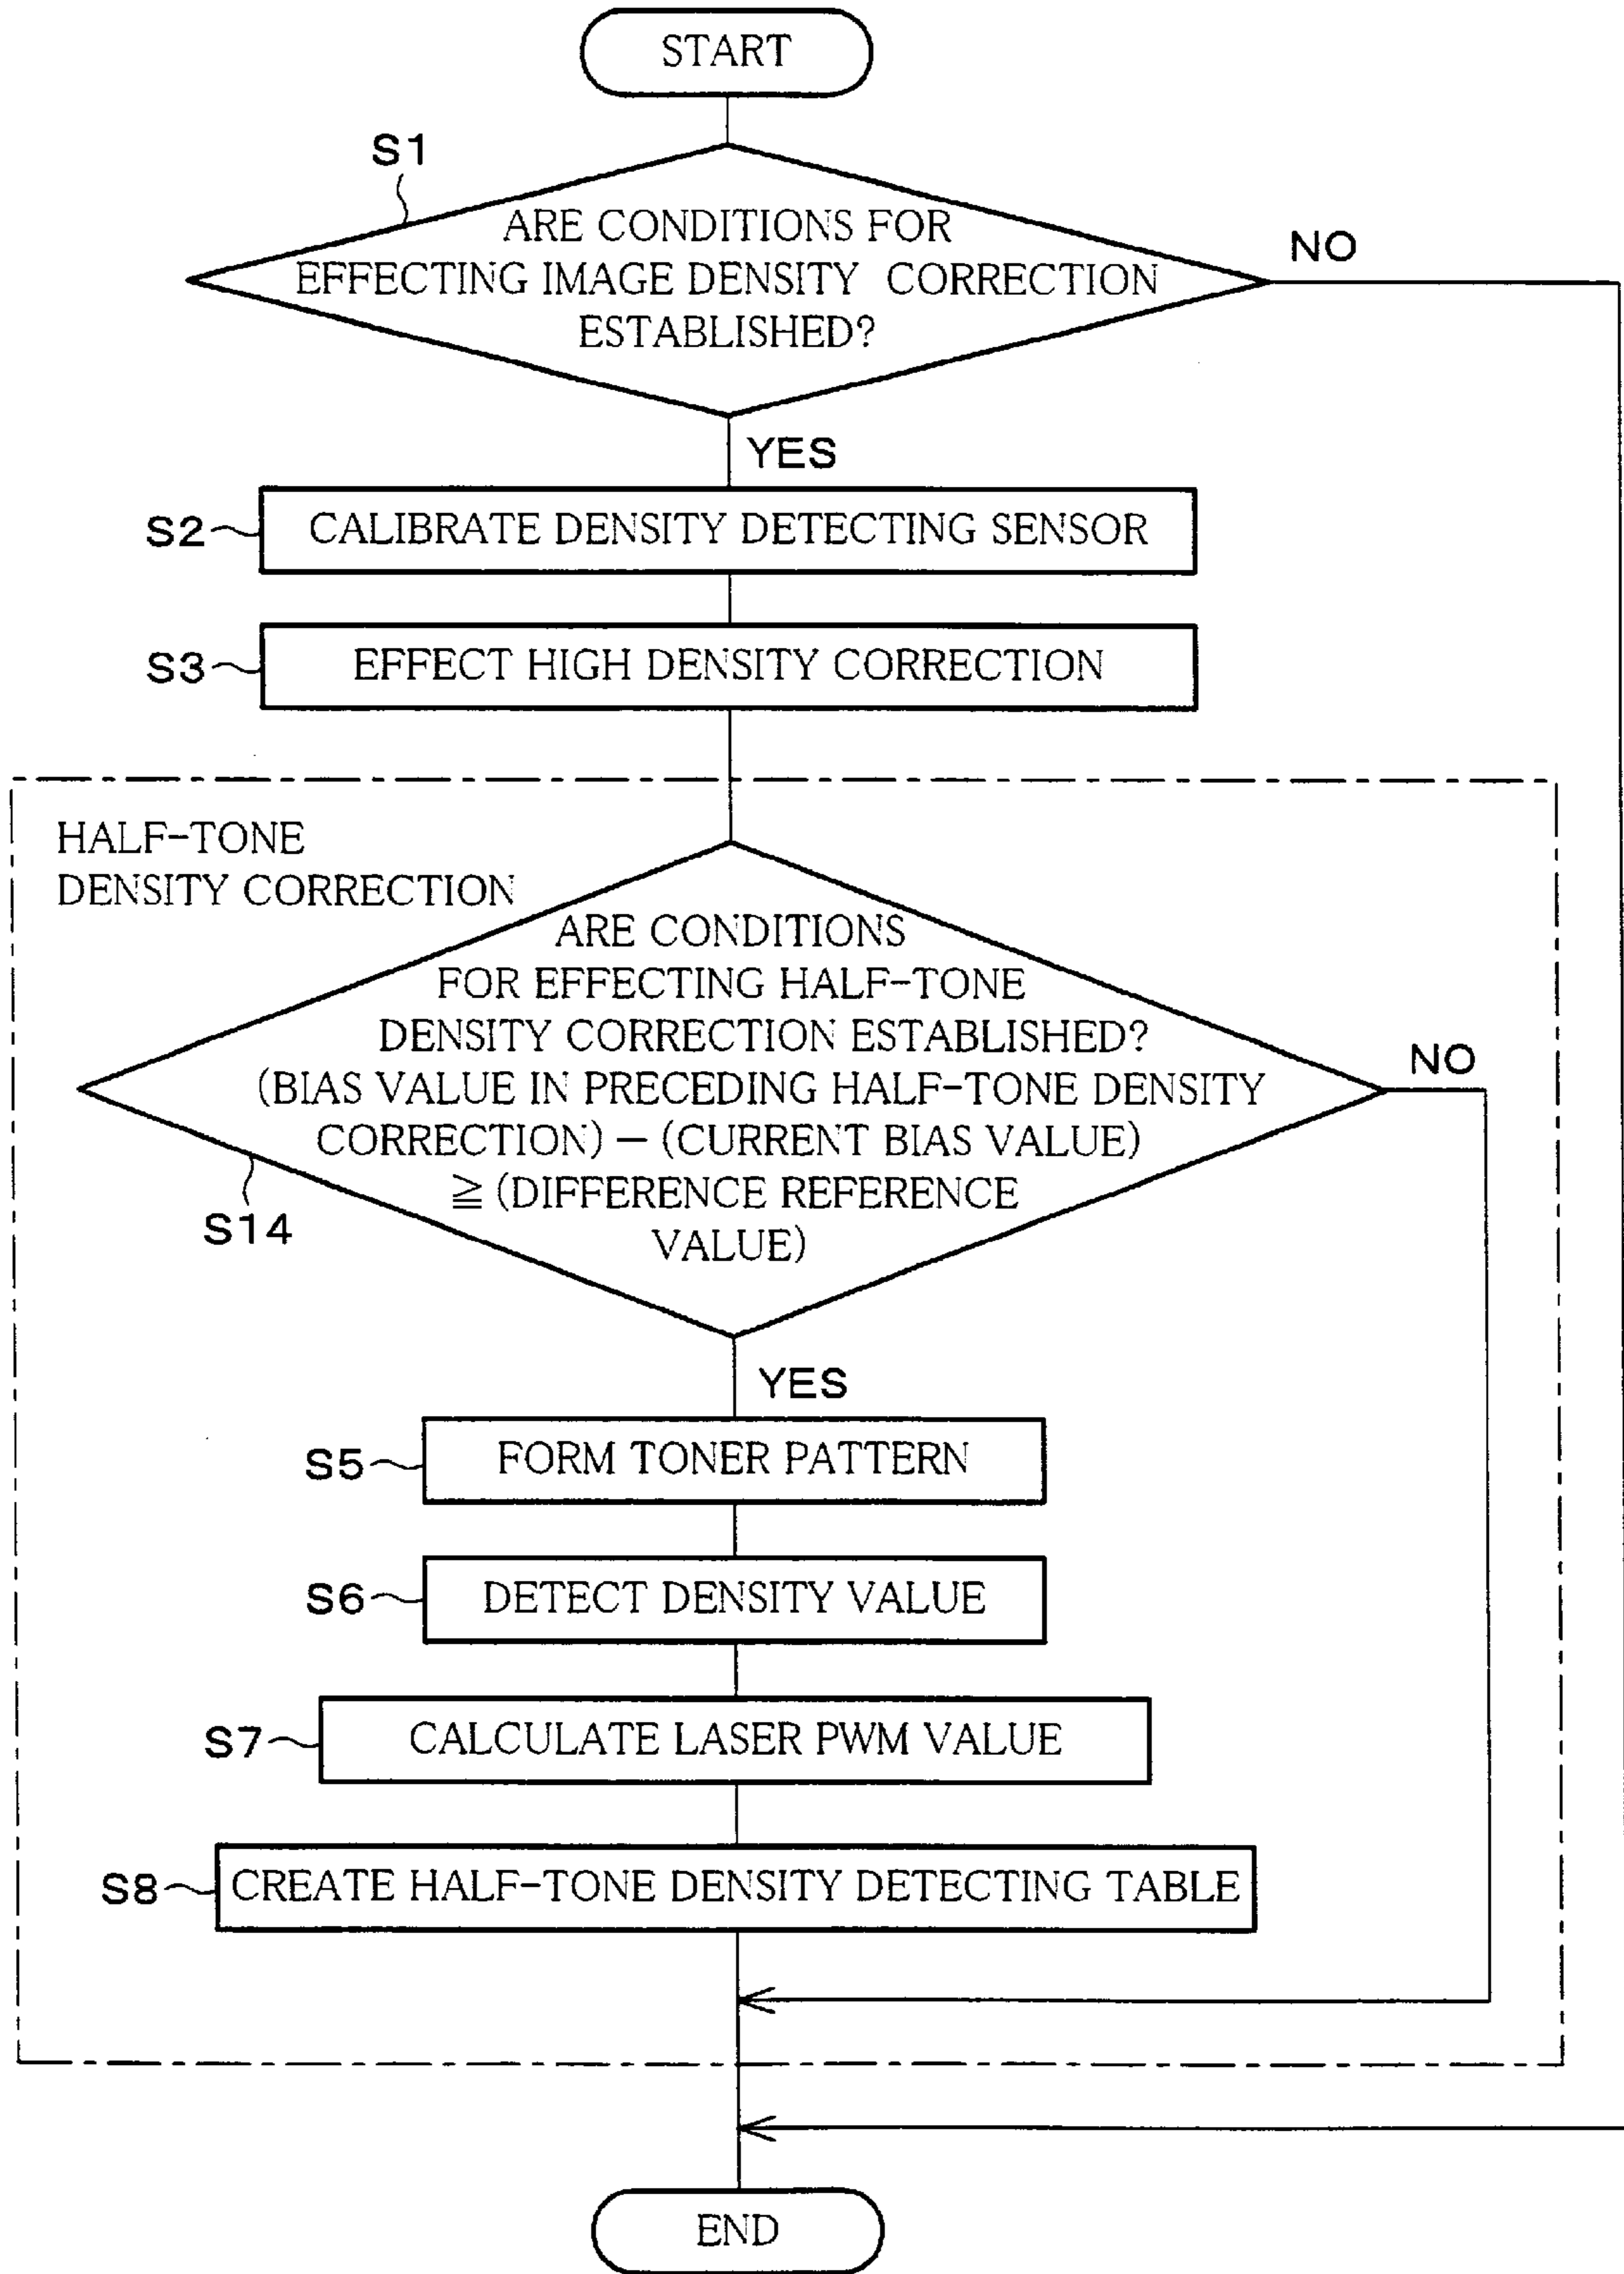 START
S1
ARE CONDITIONS FOR
EFFECTING IMAGE DENSITY CORRECTION
ESTABLISHED?
NO
YES
S2
CALIBRATE DENSITY DETECTING SENSOR
S3
EFFECT HIGH DENSITY CORRECTION
HALF-TONE
DENSITY CORRECTION
ARE CONDITIONS
FOR EFFECTING HALF-TONE
DENSITY CORRECTION ESTABLISHED?
(BIAS VALUE IN PRECEDING HALF-TONE DENSITY
CORRECTION) — (CURRENT BIAS VALUE)
≧ (DIFFERENCE REFERENCE
VALUE)
NO
S14
YES
S5
FORM TONER PATTERN
S6
DETECT DENSITY VALUE
S7
CALCULATE LASER PWM VALUE
S8
CREATE HALF-TONE DENSITY DETECTING TABLE
END